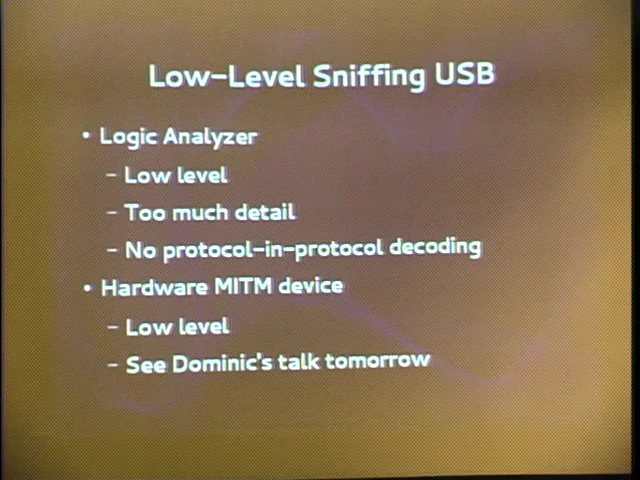 Low-Level Sniffing USB
• Logic Analyzer
– Low level
– Too much detail
– No protocol-in-protocol decoding
• Hardware MITM device
– Low level
– See Dominic's talk tomorrow